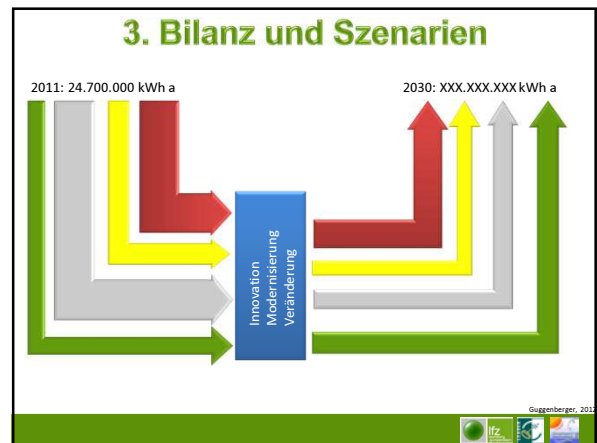 3. Bilanz und Szenarien
2011: 24.700.000 kWh a
2030: XXX.XXX.XXX kWh a
Innovation
Modernisierung
Veränderung
Guggenberger, 2012
lfz